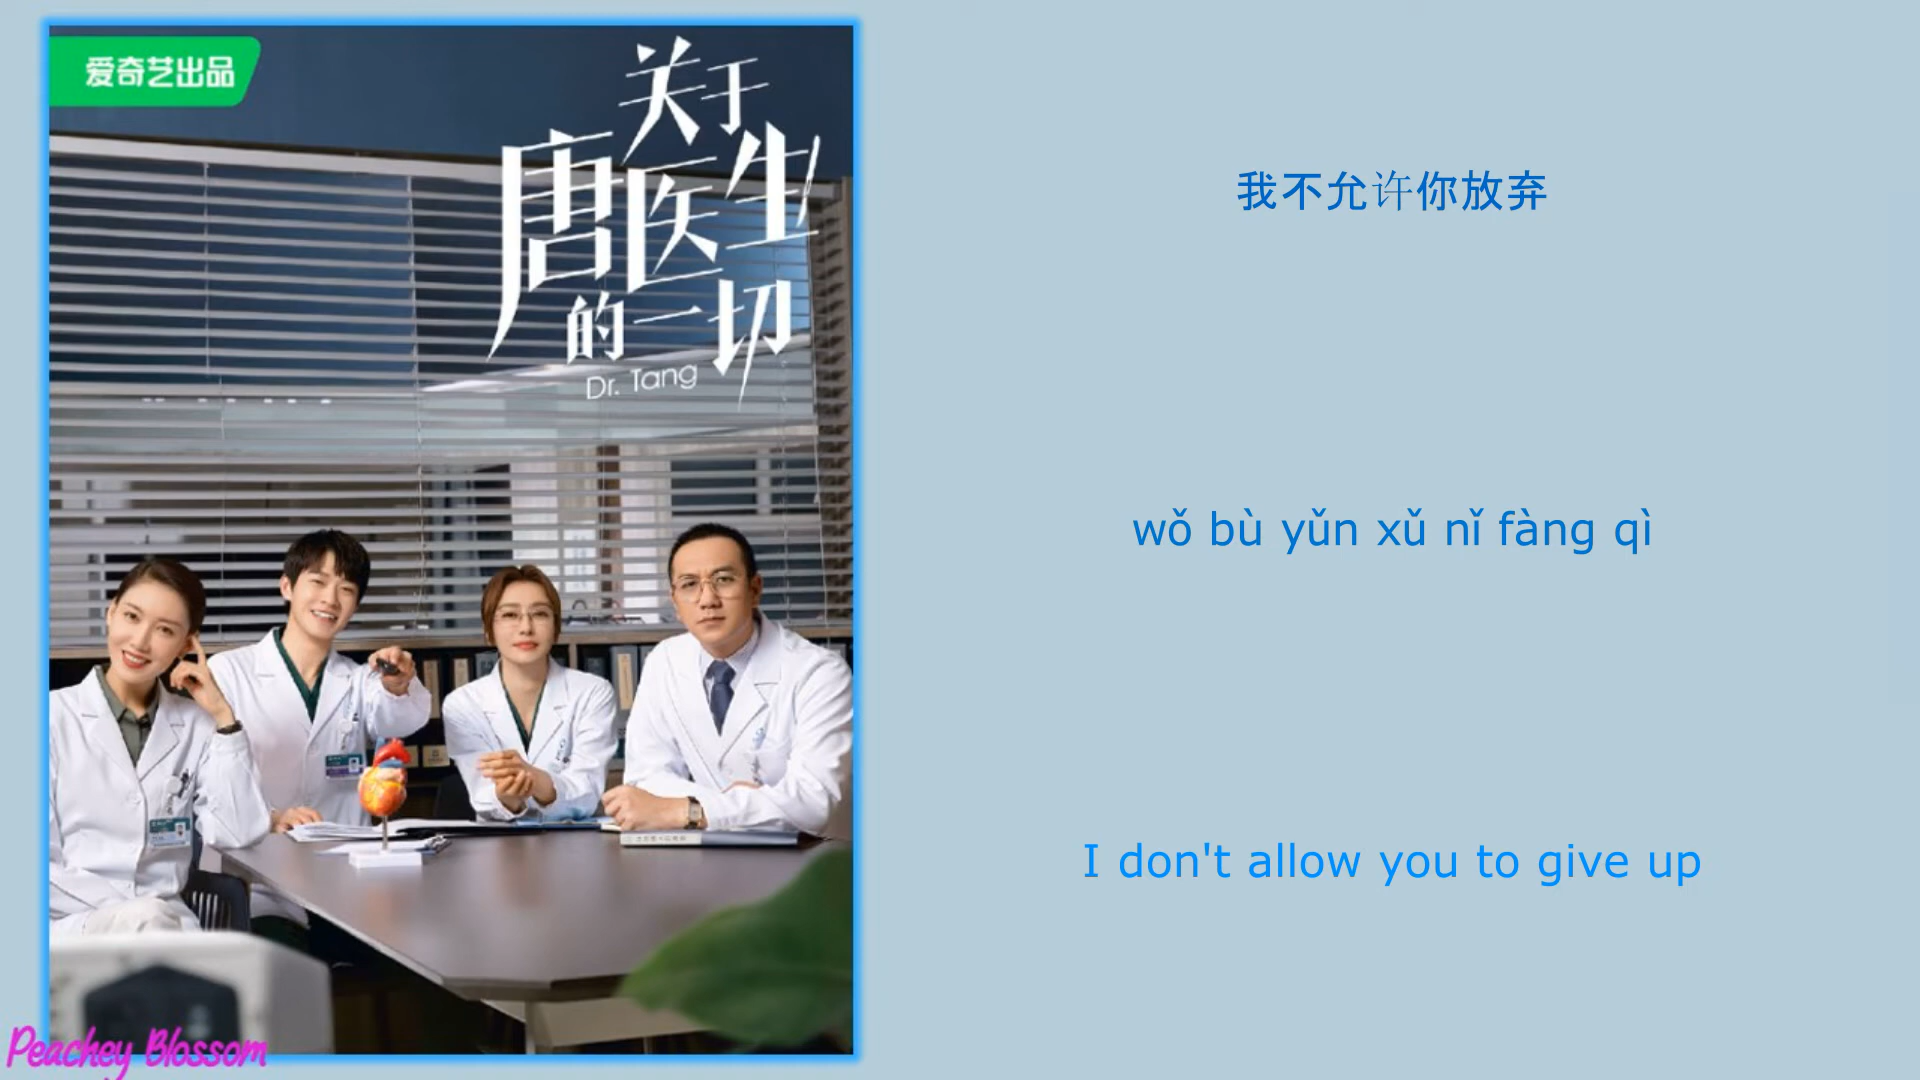 爱奇艺出品
关于
唐医生
的一切
Dr. Tang
我不允许你放弃
wǒ bù yǔn xǔ nǐ fàng qì
I don't allow you to give up
Peachey Blossom